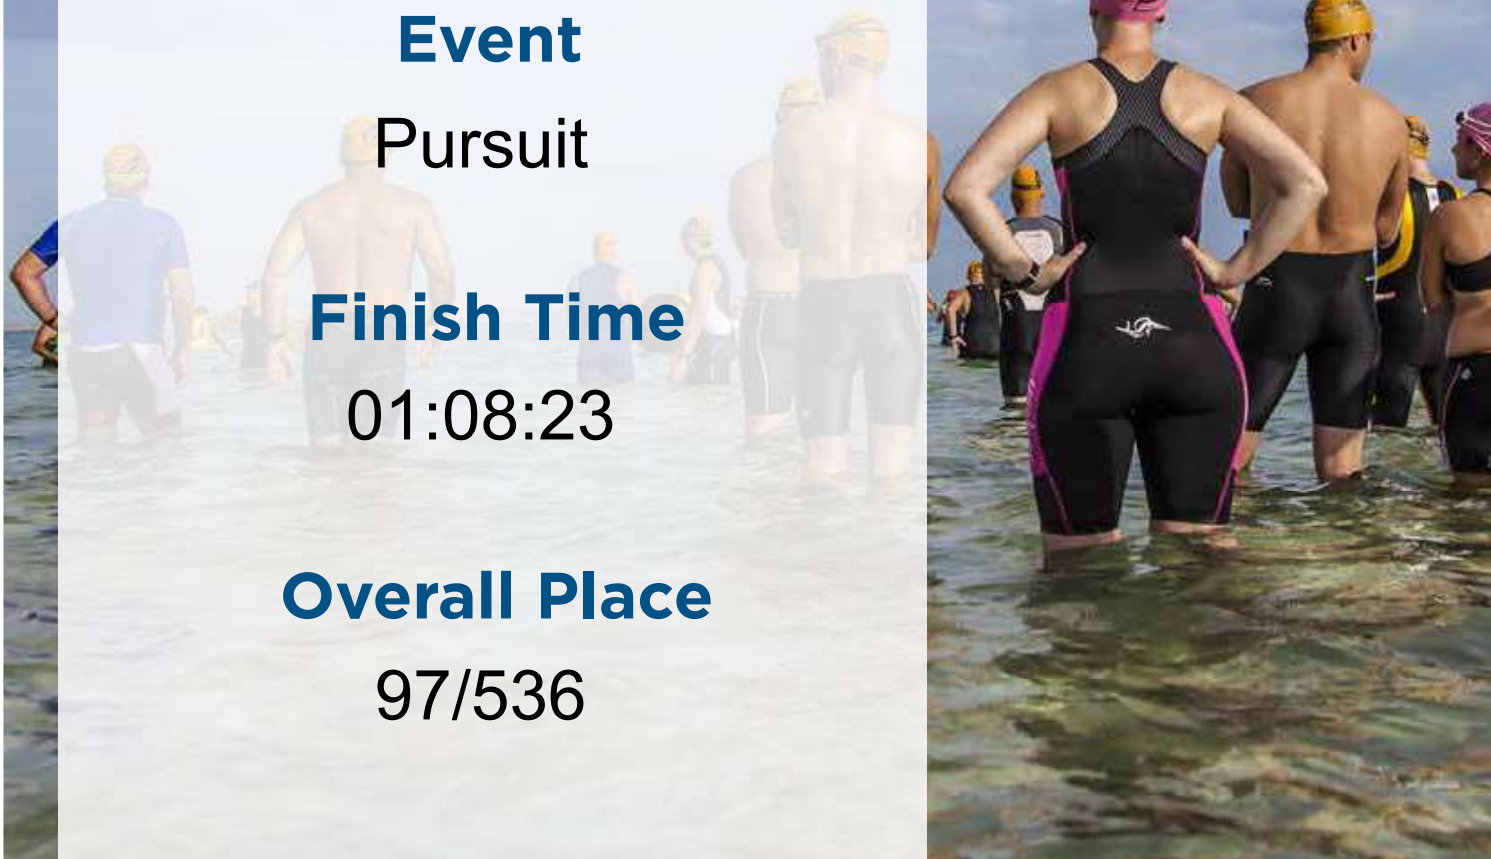 Event
Pursuit
Finish Time
01:08:23
Overall Place
97/536